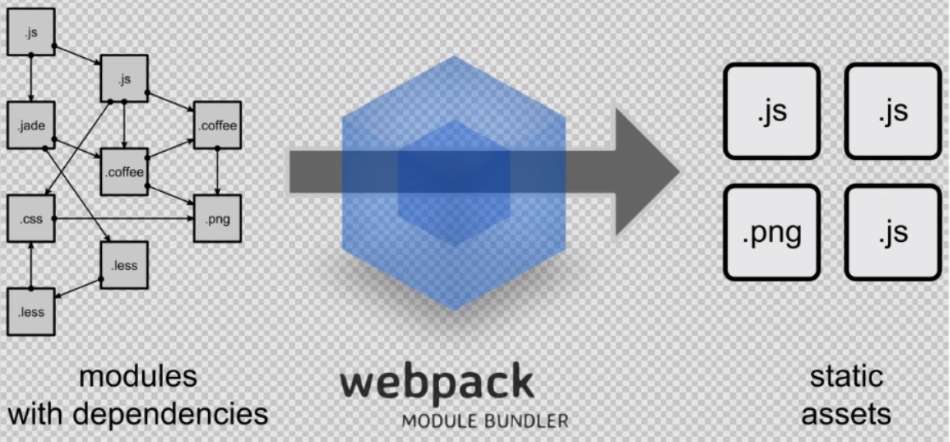 .js
.js
.jade
.coffee
.coffee
.css
.png
.less
.less
modules
with dependencies
webpack
MODULE BUNDLER
.js
.js
.png
.js
static
assets